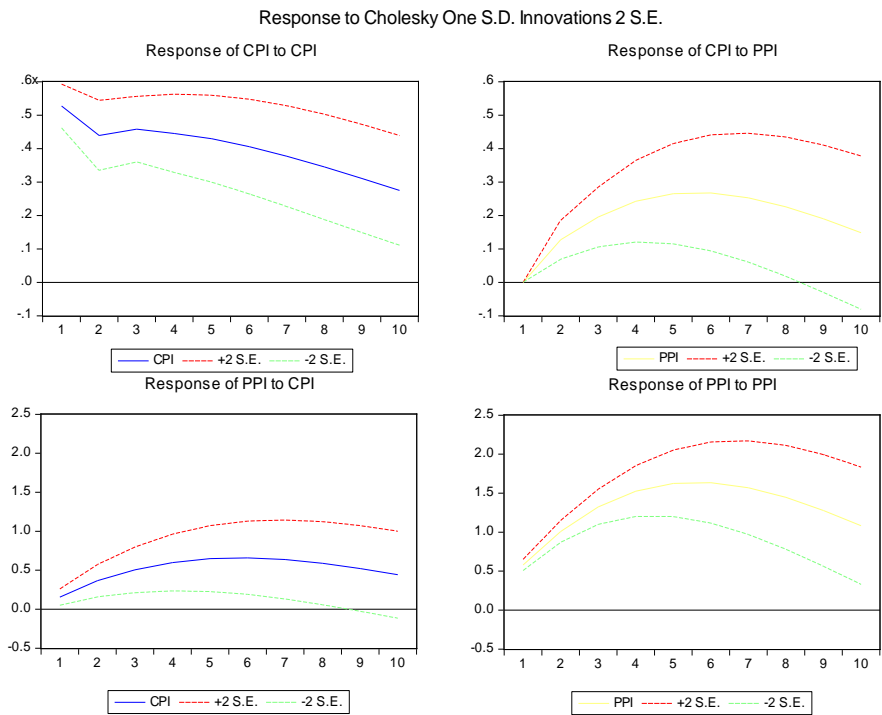 Response to Cholesky One S.D. Innovations 2 S.E.
Response of CPI to CPI
.6x
.5
.4
.3
.2
.1
.0
-.1
1 2 3 4 5 6 7 8 9 10
CPI +2 S.E. -2 S.E.
Response of CPI to PPI
.6
.5
.4
.3
.2
.1
.0
-.1
1 2 3 4 5 6 7 8 9 10
PPI +2 S.E. -2 S.E.
Response of PPI to CPI
2.5
2.0
1.5
1.0
0.5
0.0
-0.5
1 2 3 4 5 6 7 8 9 10
CPI +2 S.E. -2 S.E.
Response of PPI to PPI
2.5
2.0
1.5
1.0
0.5
0.0
-0.5
1 2 3 4 5 6 7 8 9 10
PPI +2 S.E. -2 S.E.